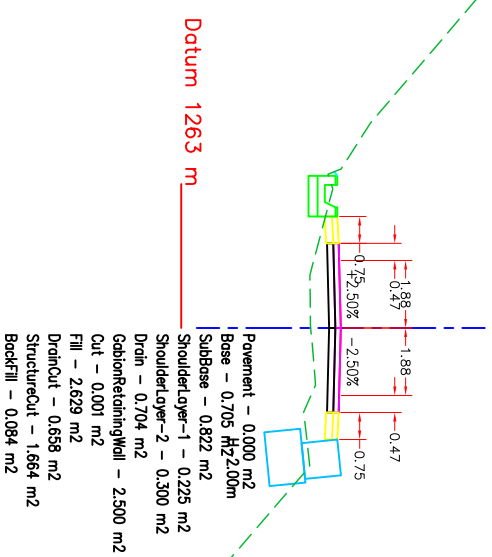 Datum 1263 m
0.75
0.47
1.88
+2.50%
-2.50%
1.88
0.47
0.75
Pavement - 0.000 m2
Base - 0.705 m2
H=2.00m
SubBase - 0.822 m2
ShoulderLayer-1 - 0.225 m2
ShoulderLayer-2 - 0.300 m2
Drain - 0.704 m2
GabionRetainingWall - 2.500 m2
Cut - 0.001 m2
Fill - 2.629 m2
DrainCut - 0.658 m2
StructureCut - 1.664 m2
BackFill - 0.084 m2